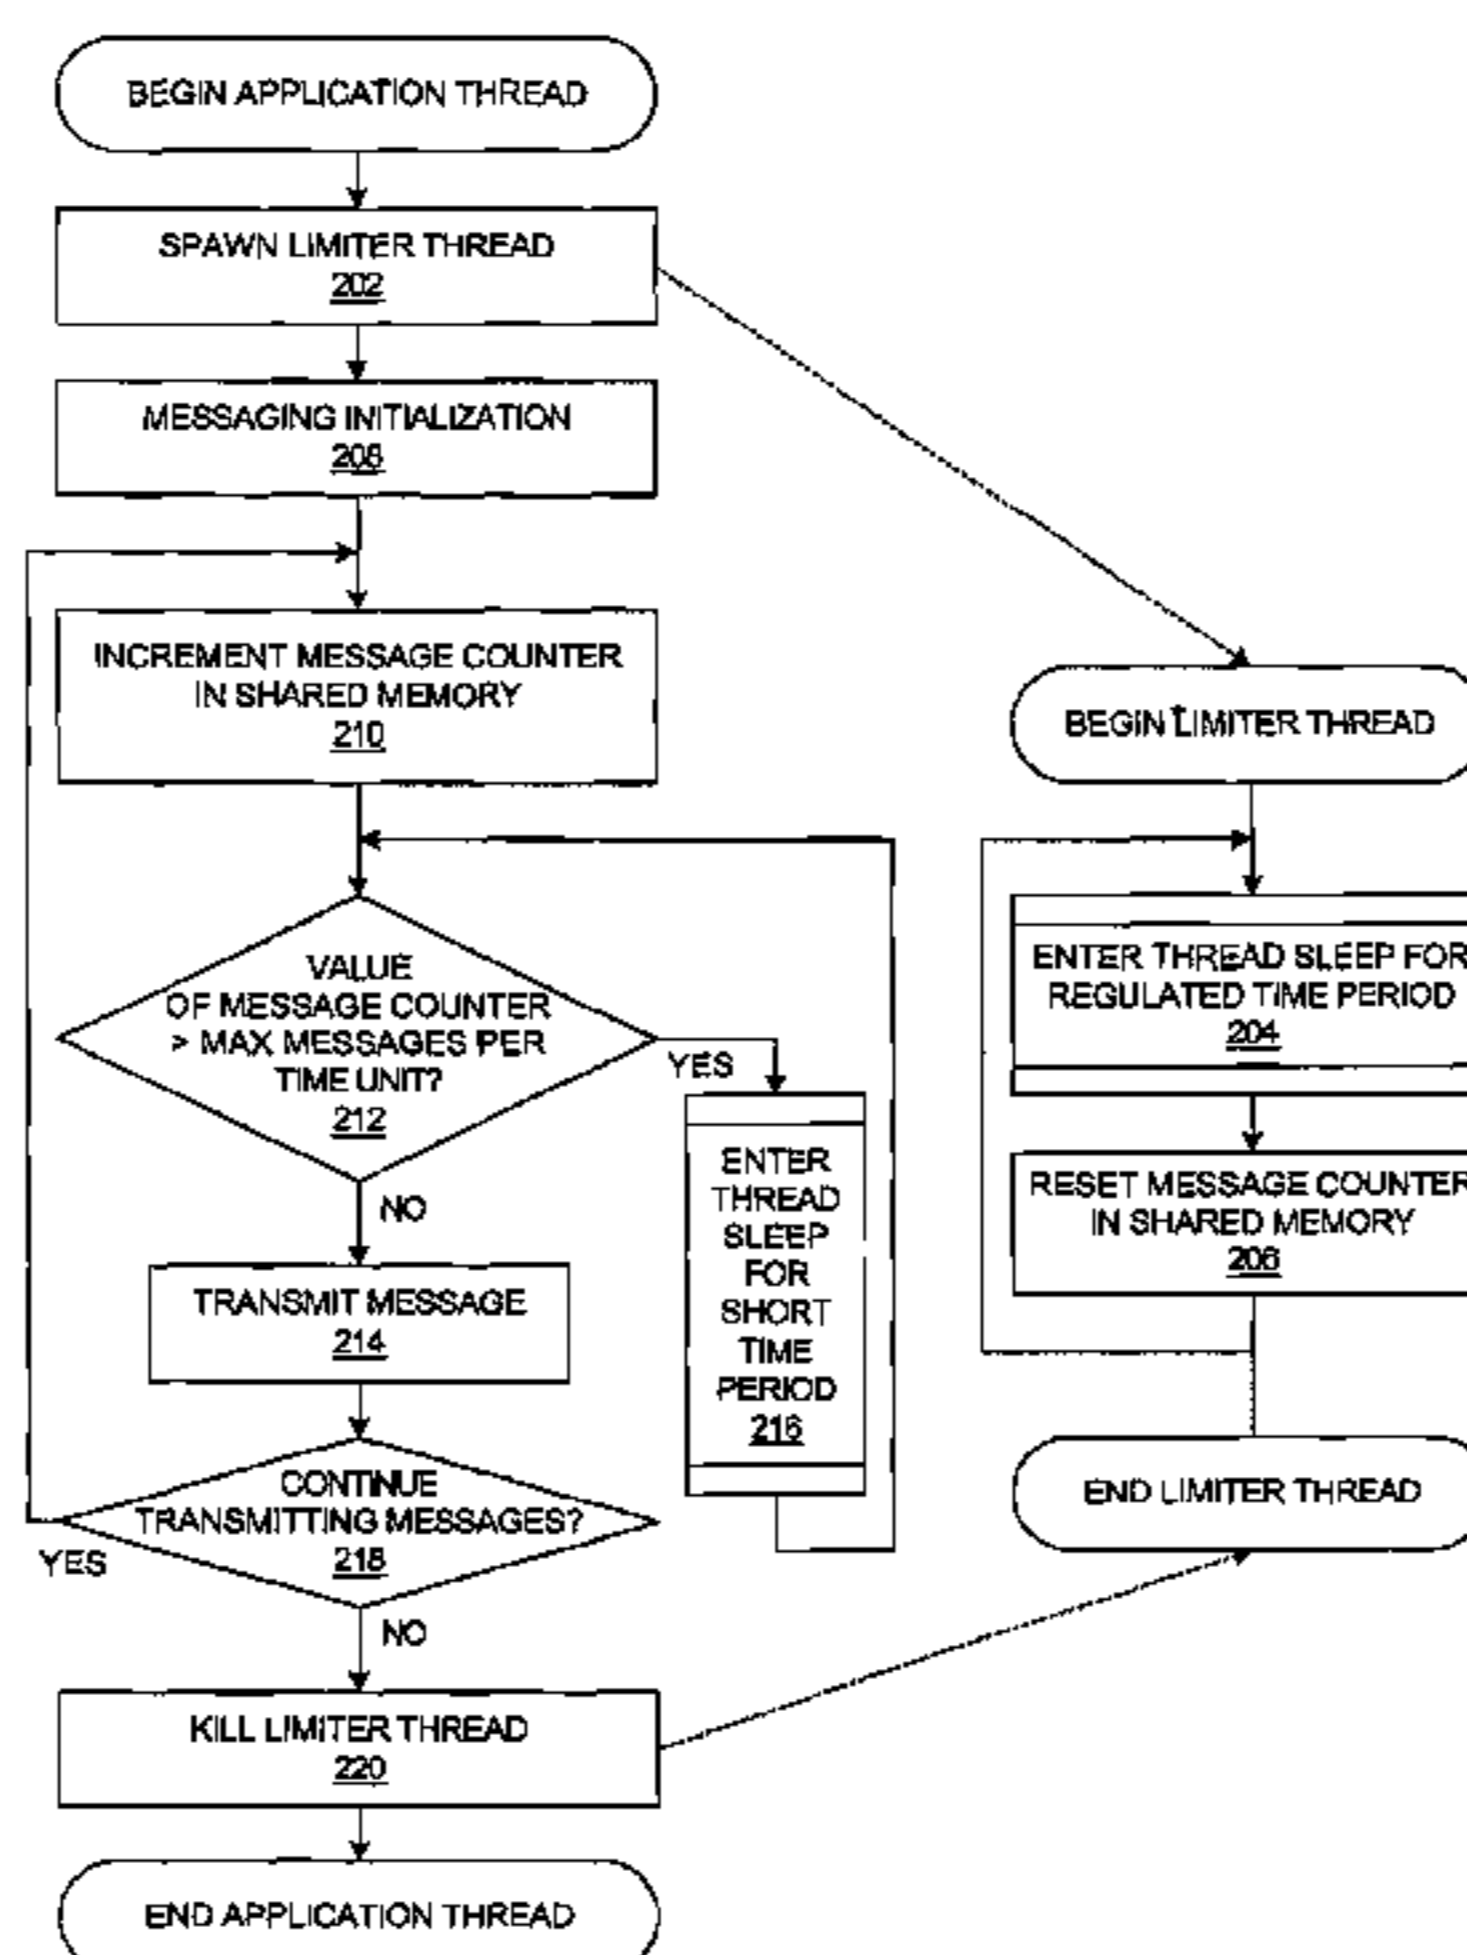 BEGIN APPLICATION THREAD
SPAWN LIMITER THREAD
202
MESSAGING INITIALIZATION
208
INCREMENT MESSAGE COUNTER
IN SHARED MEMORY
210
VALUE
OF MESSAGE COUNTER
> MAX MESSAGES PER
TIME UNIT?
212
YES
NO
ENTER
THREAD
SLEEP
FOR
SHORT
TIME
PERIOD
216
TRANSMIT MESSAGE
214
CONTINUE
TRANSMITTING MESSAGES?
218
YES
NO
KILL LIMITER THREAD
220
END APPLICATION THREAD
BEGIN LIMITER THREAD
ENTER THREAD SLEEP FOR
REGULATED TIME PERIOD
204
RESET MESSAGE COUNTER
IN SHARED MEMORY
206
END LIMITER THREAD